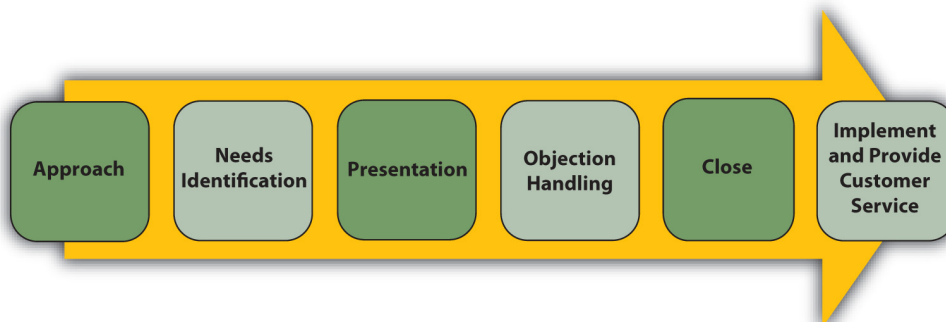 Approach
Needs
Identification
Presentation
Objection
Handling
Close
Implement
and Provide
Customer
Service